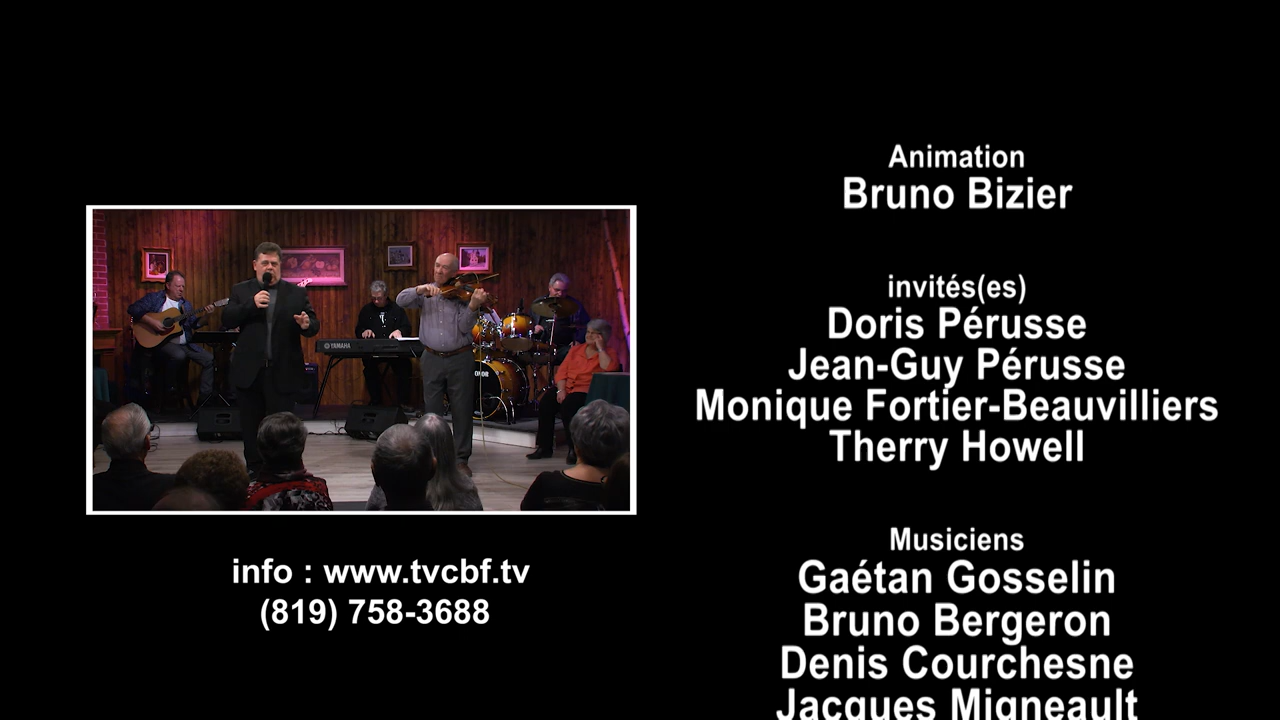 Animation
Bruno Bizier
invités(es)
Doris Pérusse
Jean-Guy Pérusse
Monique Fortier-Beauvilliers
Therry Howell
Musiciens
Gaétan Gosselin
Bruno Bergeron
Denis Courchesne
Jacques Migneault
YAMAHA
info : www.tvcbf.tv
(819) 758-3688